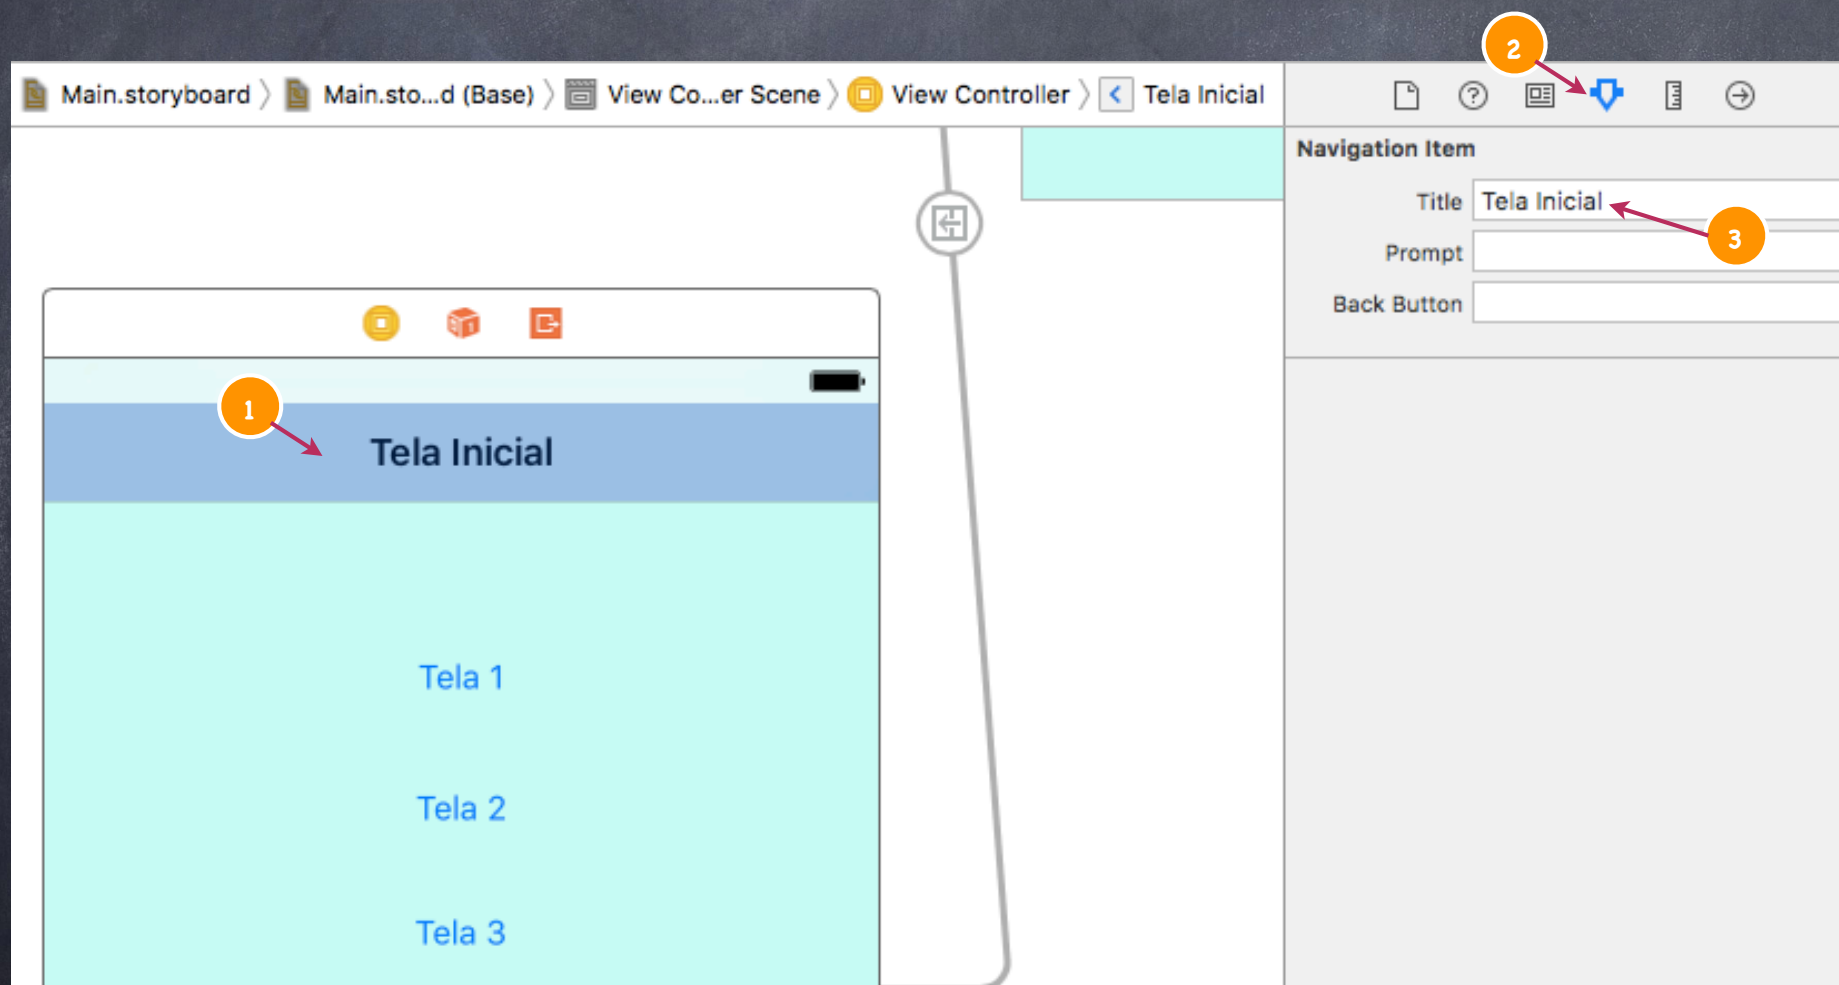 2
Main.storyboard 〉 Main.sto...d (Base) 〉 View Co...er Scene 〉 View Controller 〉 < Tela Inicial
Navigation Item
Title Tela Inicial
3
Prompt
Back Button
1
Tela Inicial
Tela 1
Tela 2
Tela 3